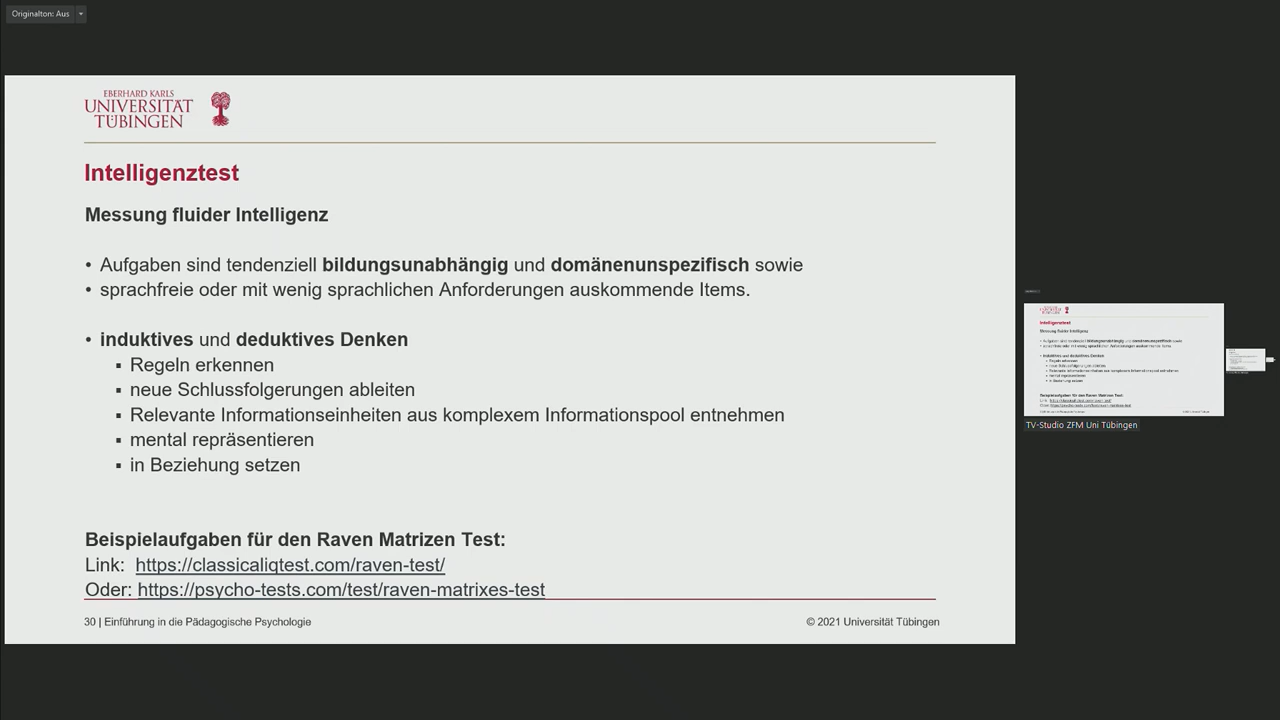 Originalton: Aus
EBERHARD KARLS
UNIVERSITÄT
TÜBINGEN
Intelligenztest
Messung fluider Intelligenz
• Aufgaben sind tendenziell bildungsunabhängig und domänenunspezifisch sowie
• sprachfreie oder mit wenig sprachlichen Anforderungen auskommende Items.
• induktives und deduktives Denken
▪ Regeln erkennen
▪ neue Schlussfolgerungen ableiten
▪ Relevante Informationseinheiten aus komplexem Informationspool entnehmen
▪ mental repräsentieren
▪ in Beziehung setzen
Beispielaufgaben für den Raven Matrizen Test:
Link: https://classicaliqtest.com/raven-test/
Oder: https://psycho-tests.com/test/raven-matrixes-test
30 | Einführung in die Pädagogische Psychologie
© 2021 Universität Tübingen
Intelligenztest
Messung fluider Intelligenz
TV-Studio ZFM Uni Tübingen